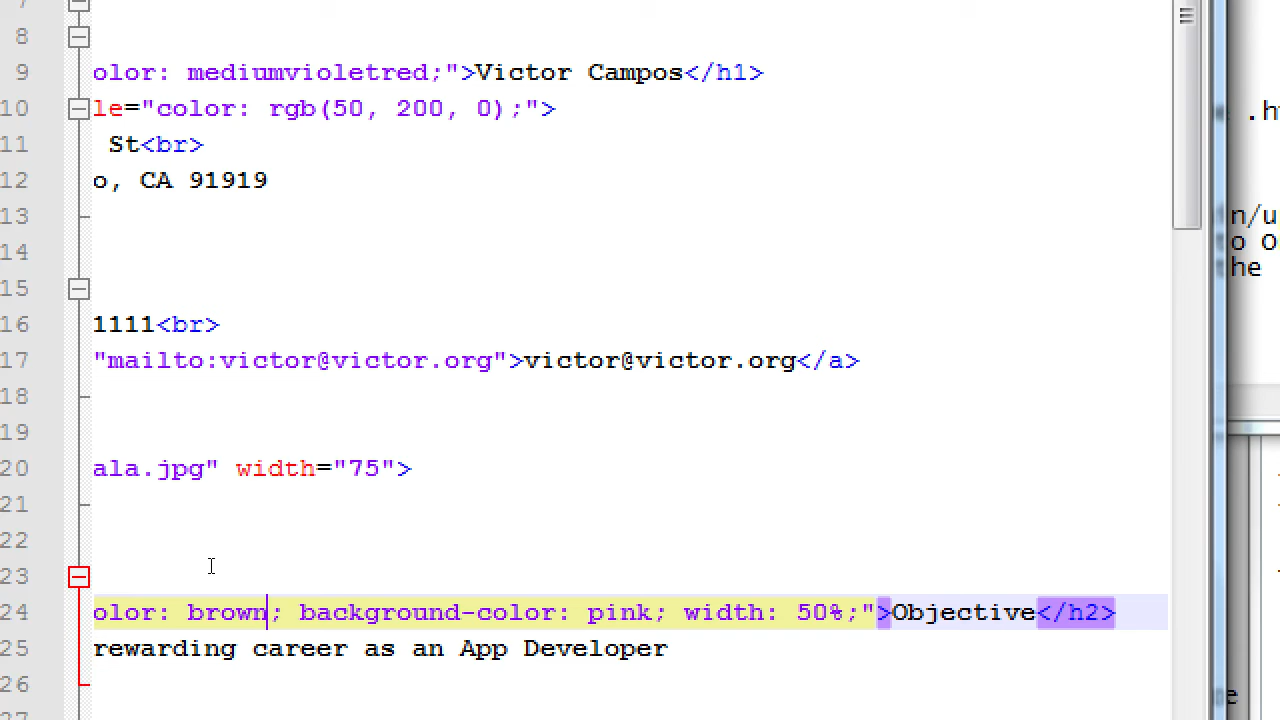 8
9 olor: mediumvioletred;">Victor Campos</h1>
10 le="color: rgb(50, 200, 0);">
11 St<br>
12 o, CA 91919
13
14
15
16 1111<br>
17 "mailto:victor@victor.org">victor@victor.org</a>
18
19
20 ala.jpg" width="75">
21
22
23
24 olor: brown; background-color: pink; width: 50%;">Objective</h2>
25 rewarding career as an App Developer
26
.h
n/u
o O
he